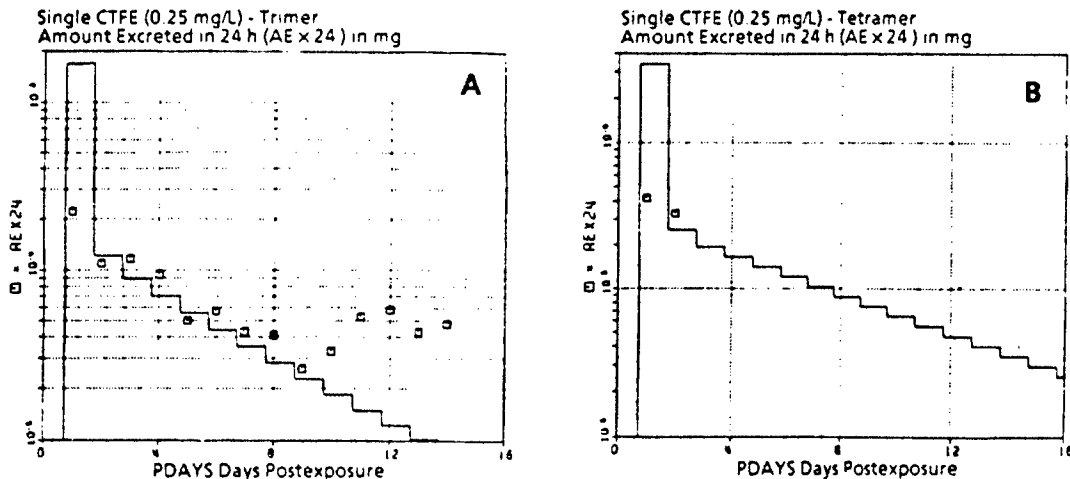 Single CTFE (0.25 mg/L) - Trimer
Amount Excreted in 24 h (AE x 24) in mg
A
AE x 24
0 4 8 12 16
PDAYS Days Postexposure
Single CTFE (0.25 mg/L) - Tetramer
Amount Excreted in 24 h (AE x 24) in mg
B
AE x 24
0 4 8 12 16
PDAYS Days Postexposure